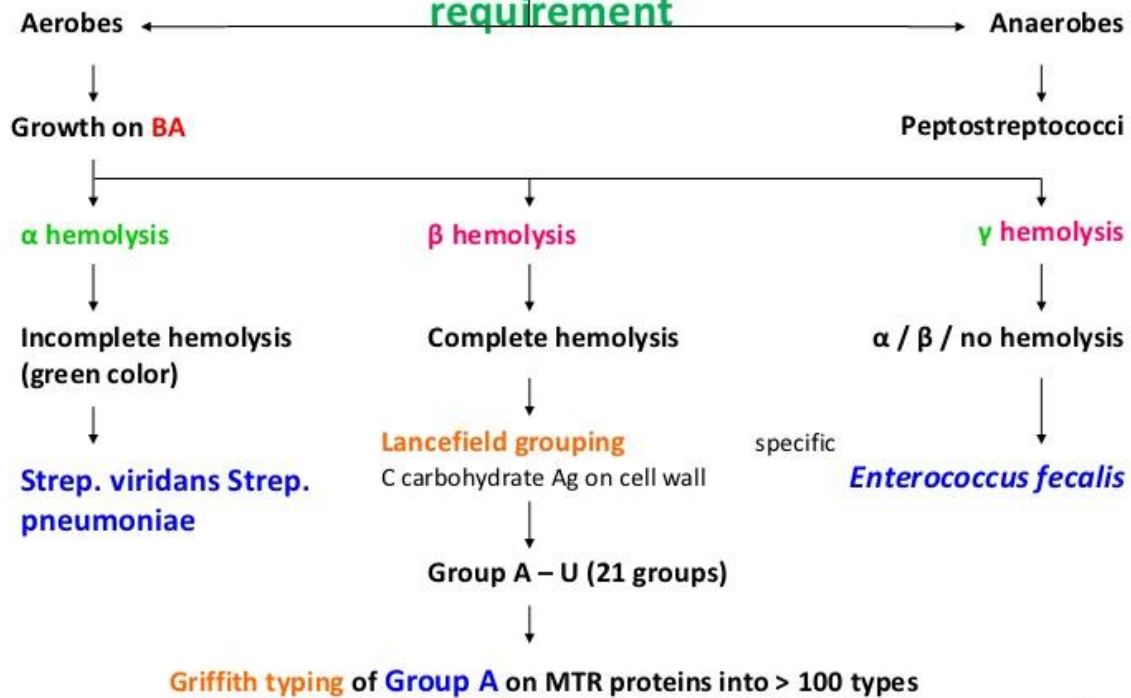 requirement
Aerobes
Anaerobes
Growth on BA
Peptostreptococci
α hemolysis
β hemolysis
γ hemolysis
Incomplete hemolysis
(green color)
Complete hemolysis
α / β / no hemolysis
Lancefield grouping
specific
C carbohydrate Ag on cell wall
Strep. viridans Strep.
pneumoniae
Enterococcus fecalis
Group A – U (21 groups)
Griffith typing of Group A on MTR proteins into > 100 types